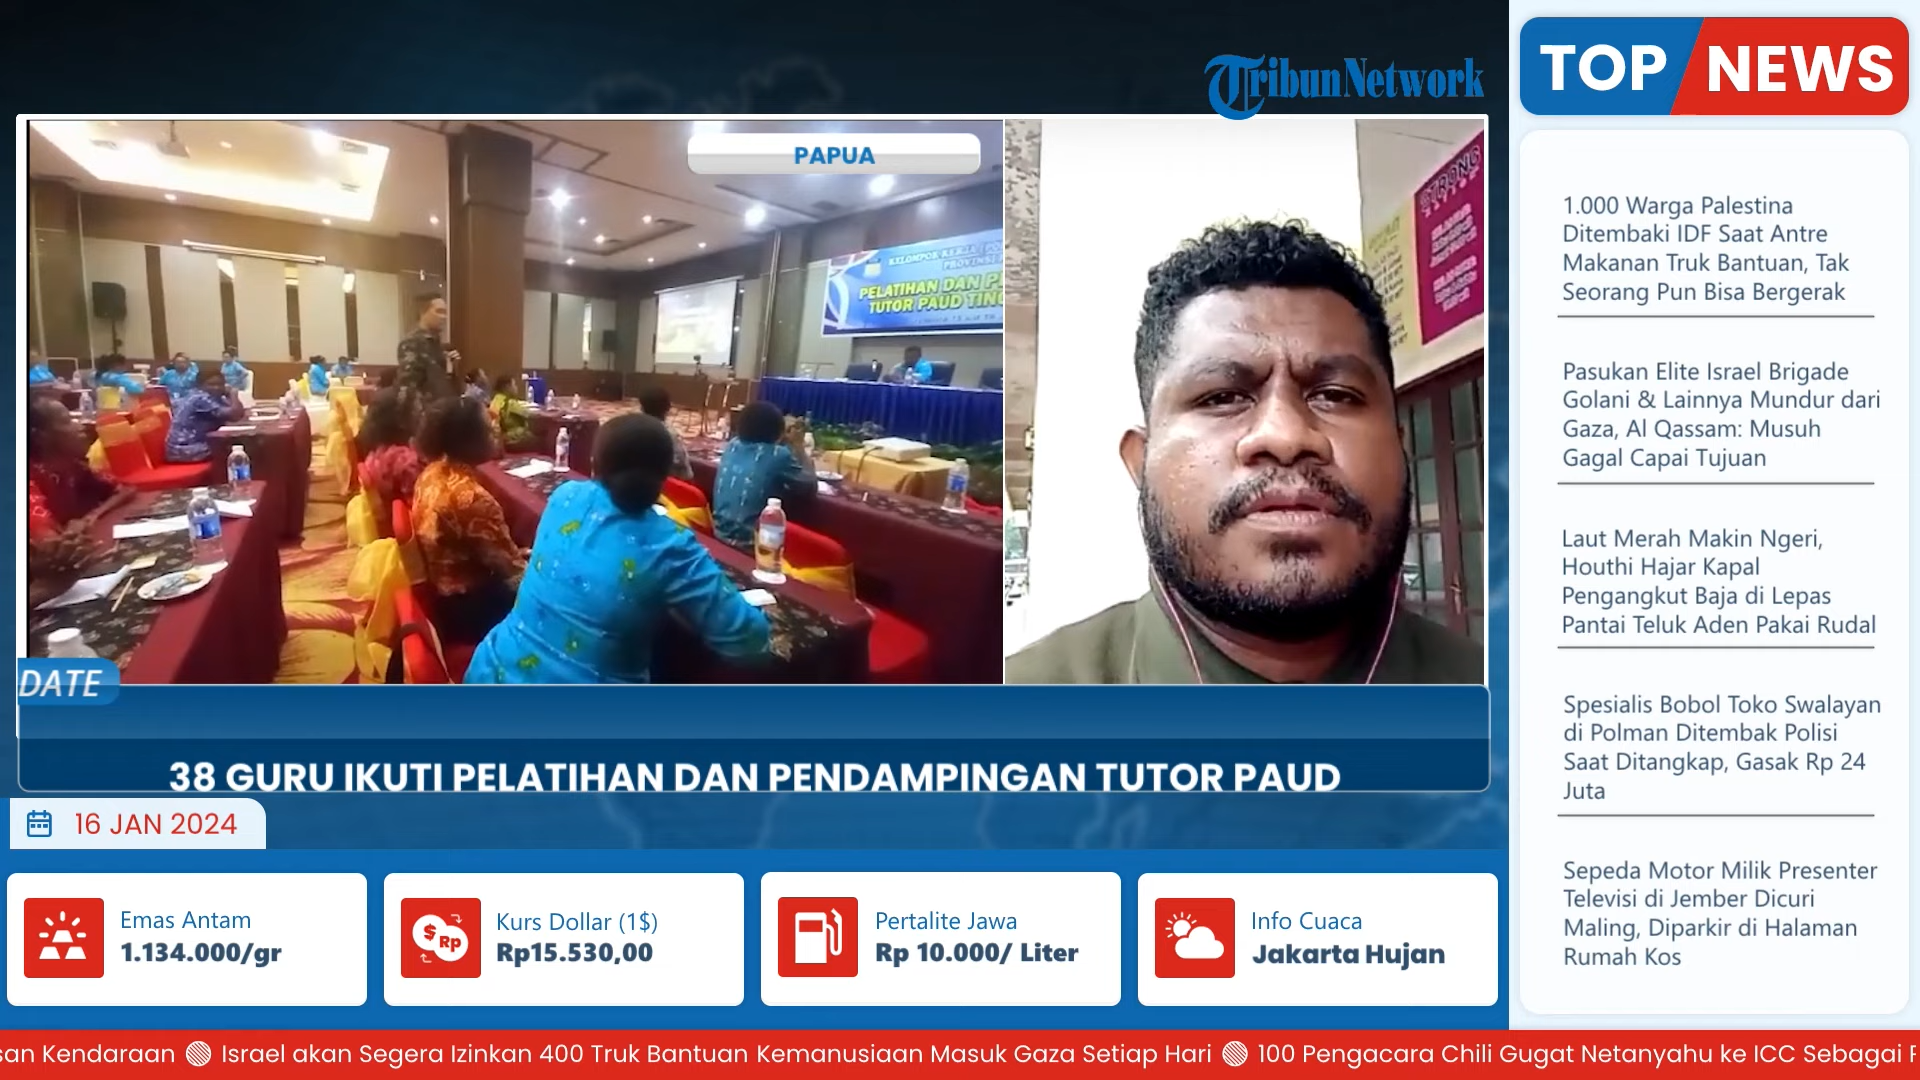 TribunNetwork
TOP NEWS
PAPUA
KELOMPOK KERJA
PROVINSI
PELATIHAN DAN
TUTOR PAUD
STRONG
1.000 Warga Palestina
Ditembaki IDF Saat Antre
Makanan Truk Bantuan, Tak
Seorang Pun Bisa Bergerak
Pasukan Elite Israel Brigade
Golani & Lainnya Mundur dari
Gaza, Al Qassam: Musuh
Gagal Capai Tujuan
Laut Merah Makin Ngeri,
Houthi Hajar Kapal
Pengangkut Baja di Lepas
Pantai Teluk Aden Pakai Rudal
Spesialis Bobol Toko Swalayan
di Polman Ditembak Polisi
Saat Ditangkap, Gasak Rp 24
Juta
Sepeda Motor Milik Presenter
Televisi di Jember Dicuri
Maling, Diparkir di Halaman
Rumah Kos
DATE
38 GURU IKUTI PELATIHAN DAN PENDAMPINGAN TUTOR PAUD
16 JAN 2024
Emas Antam
1.134.000/gr
$ Rp
Kurs Dollar (1$)
Rp15.530,00
Pertalite Jawa
Rp 10.000/ Liter
Info Cuaca
Jakarta Hujan
san Kendaraan Israel akan Segera Izinkan 400 Truk Bantuan Kemanusiaan Masuk Gaza Setiap Hari 100 Pengacara Chili Gugat Netanyahu ke ICC Sebagai